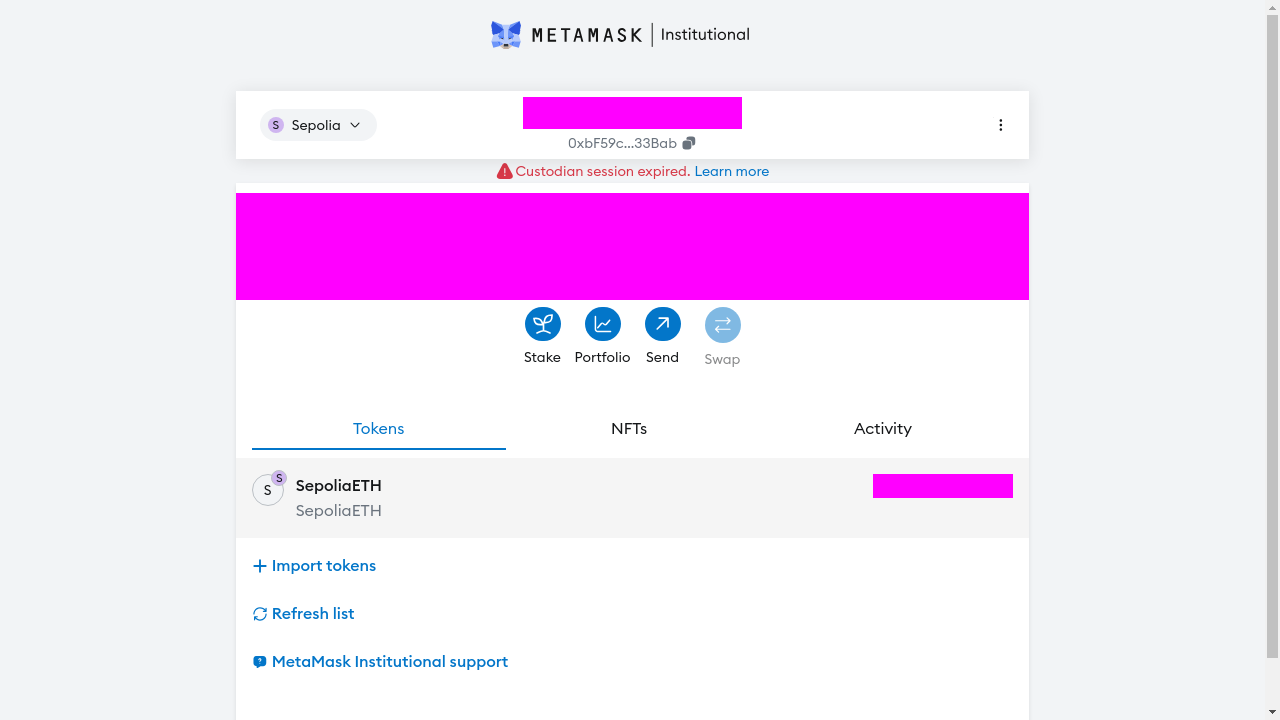 METAMASK | Institutional
S Sepolia
0xbF59c...33Bab
Custodian session expired. Learn more
Stake Portfolio Send Swap
Tokens NFTs Activity
S S SepoliaETH
SepoliaETH
Import tokens
Refresh list
MetaMask Institutional support